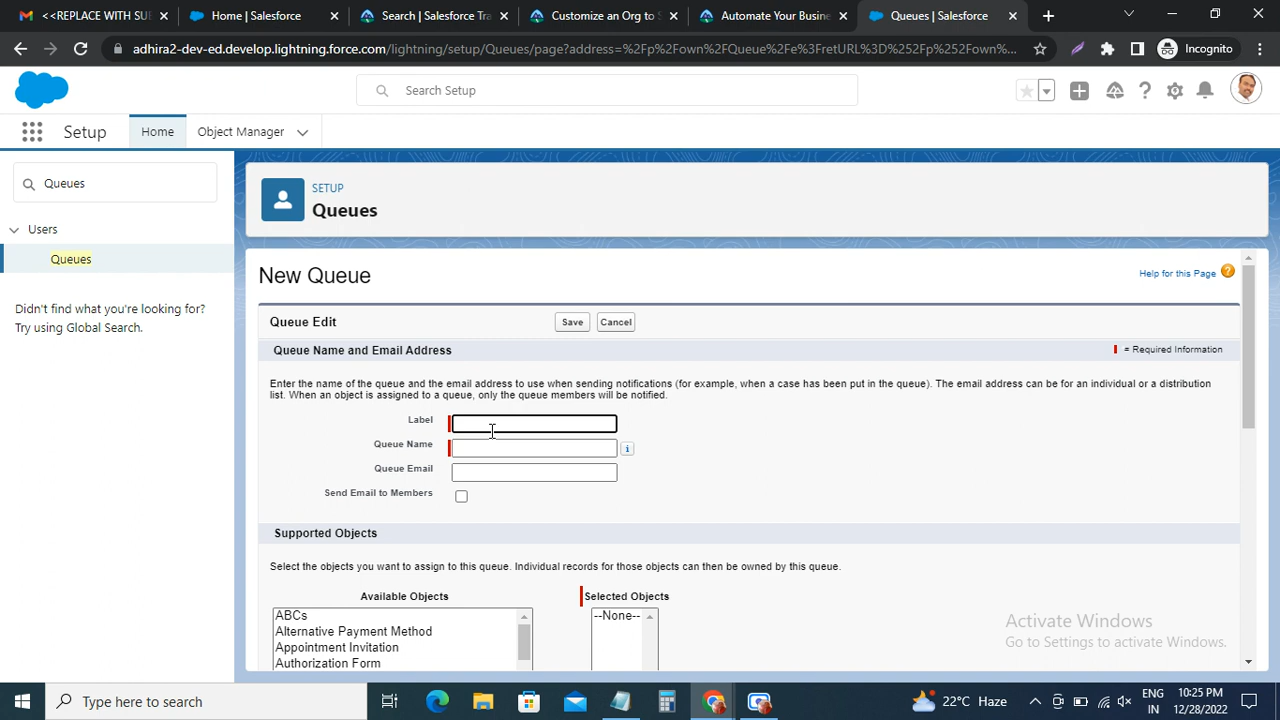 <<REPLACE WITH SUB
Home | Salesforce
Search | Salesforce Tra
Customize an Org to S
Automate Your Busine
Queues | Salesforce
adhira2-dev-ed.develop.lightning.force.com/lightning/setup/Queues/page?address=%2Fp%2Fown%2FQueue%2Fe%3FretURL%3D%252Fp%252Fown%...
Incognito
Search Setup
Setup
Home
Object Manager
Queues
Users
Queues
Didn't find what you're looking for?
Try using Global Search.
SETUP
Queues
New Queue
Help for this Page
Queue Edit
Save
Cancel
Queue Name and Email Address
= Required Information
Enter the name of the queue and the email address to use when sending notifications (for example, when a case has been put in the queue). The email address can be for an individual or a distribution
list. When an object is assigned to a queue, only the queue members will be notified.
Label
Queue Name
Queue Email
Send Email to Members
Supported Objects
Select the objects you want to assign to this queue. Individual records for those objects can then be owned by this queue.
Available Objects
Selected Objects
ABCs
--None--
Alternative Payment Method
Appointment Invitation
Authorization Form
Activate Windows
Go to Settings to activate Windows.
Type here to search
22°C Haze
ENG
IN
10:25 PM
12/28/2022